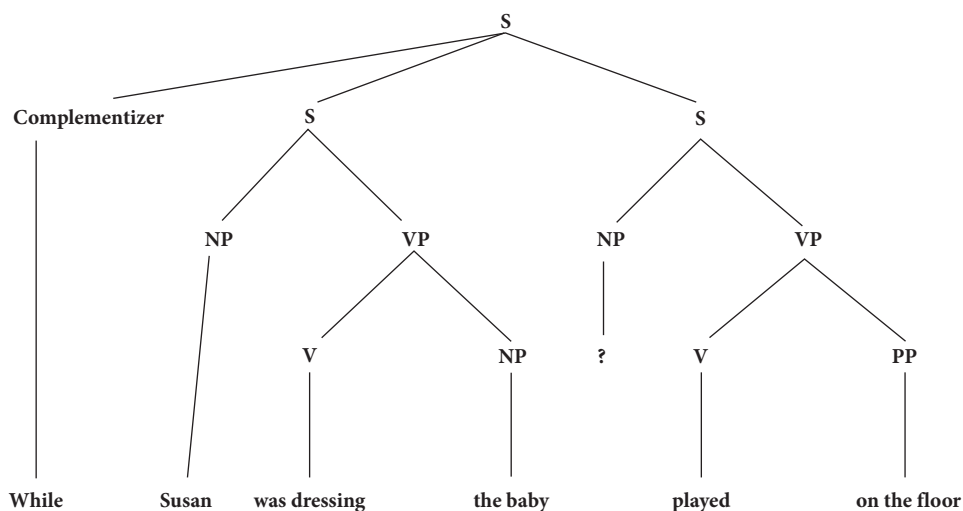 S
Complementizer S S
NP VP NP VP
V NP ? V PP
While Susan was dressing the baby played on the floor